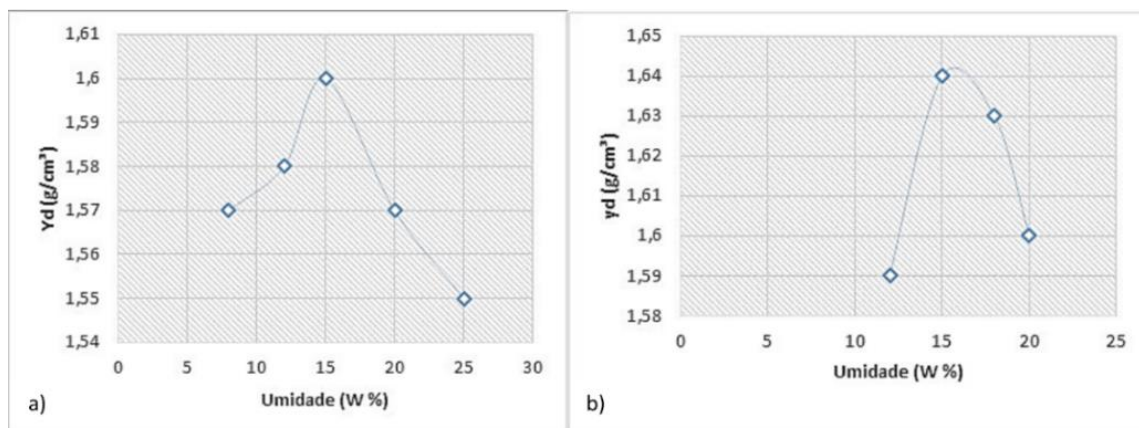 1,61
1,6
1,59
1,58
1,57
1,56
1,55
1,54
Yd (g/cm³)
0 5 10 15 20 25 30
Umidade (W %)
a)
1,65
1,64
1,63
1,62
1,61
1,6
1,59
1,58
yd (g/cm³)
0 5 10 15 20 25
Umidade (W %)
b)